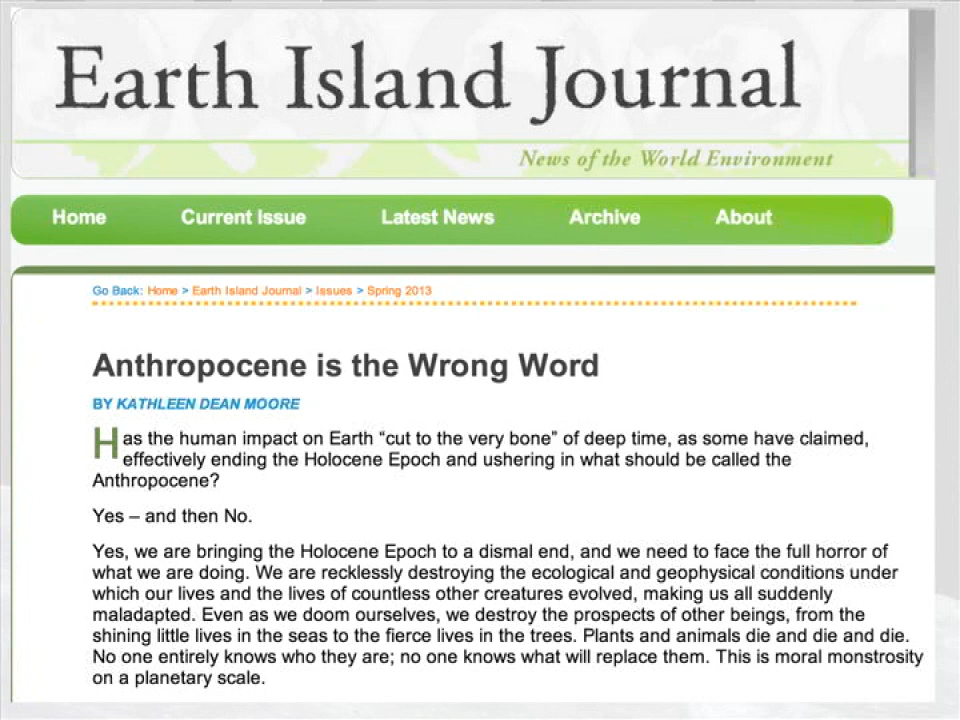 Earth Island Journal
News of the World Environment
Home Current Issue Latest News Archive About
Go Back: Home > Earth Island Journal > Issues > Spring 2013
Anthropocene is the Wrong Word
BY KATHLEEN DEAN MOORE
Has the human impact on Earth “cut to the very bone” of deep time, as some have claimed,
effectively ending the Holocene Epoch and ushering in what should be called the
Anthropocene?
Yes – and then No.
Yes, we are bringing the Holocene Epoch to a dismal end, and we need to face the full horror of
what we are doing. We are recklessly destroying the ecological and geophysical conditions under
which our lives and the lives of countless other creatures evolved, making us all suddenly
maladapted. Even as we doom ourselves, we destroy the prospects of other beings, from the
shining little lives in the seas to the fierce lives in the trees. Plants and animals die and die and die.
No one entirely knows who they are; no one knows what will replace them. This is moral monstrosity
on a planetary scale.